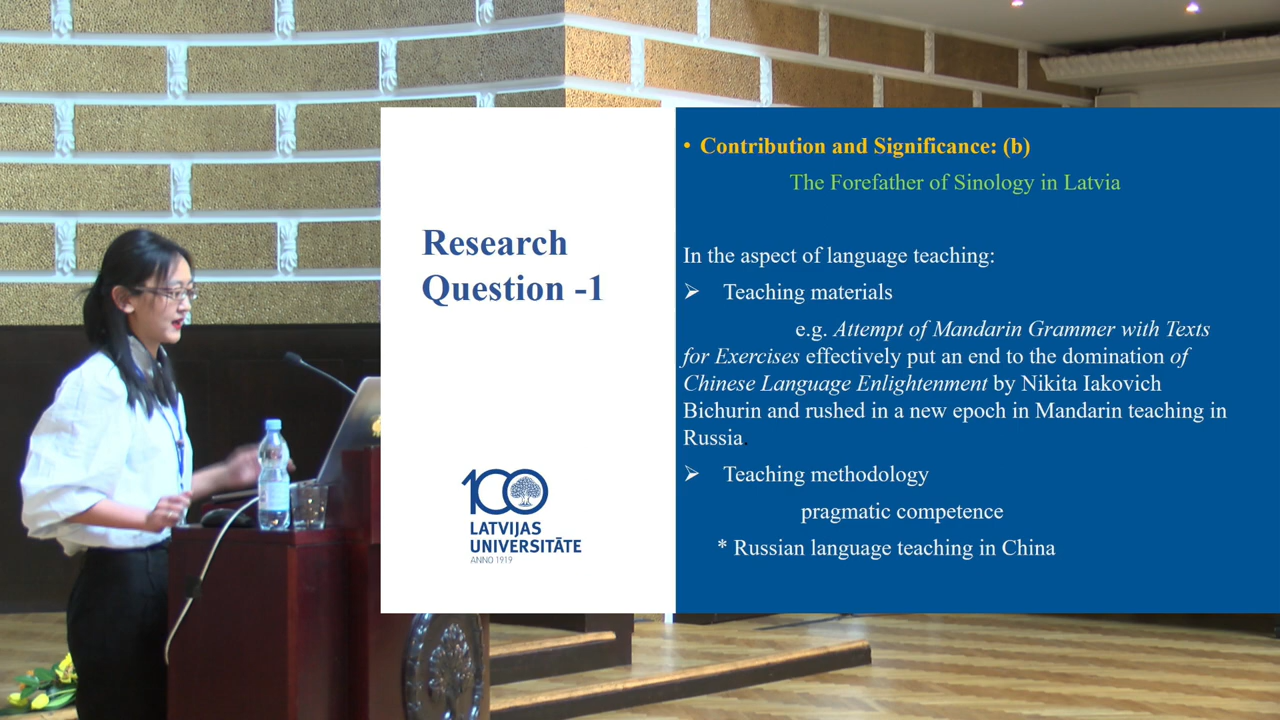 Research
Question -1
100
LATVIJAS
UNIVERSITĀTE
ANNO 1919
• Contribution and Significance: (b)
The Forefather of Sinology in Latvia
In the aspect of language teaching:
➢ Teaching materials
e.g. Attempt of Mandarin Grammer with Texts
for Exercises effectively put an end to the domination of
Chinese Language Enlightenment by Nikita Iakovich
Bichurin and rushed in a new epoch in Mandarin teaching in
Russia.
➢ Teaching methodology
pragmatic competence
* Russian language teaching in China